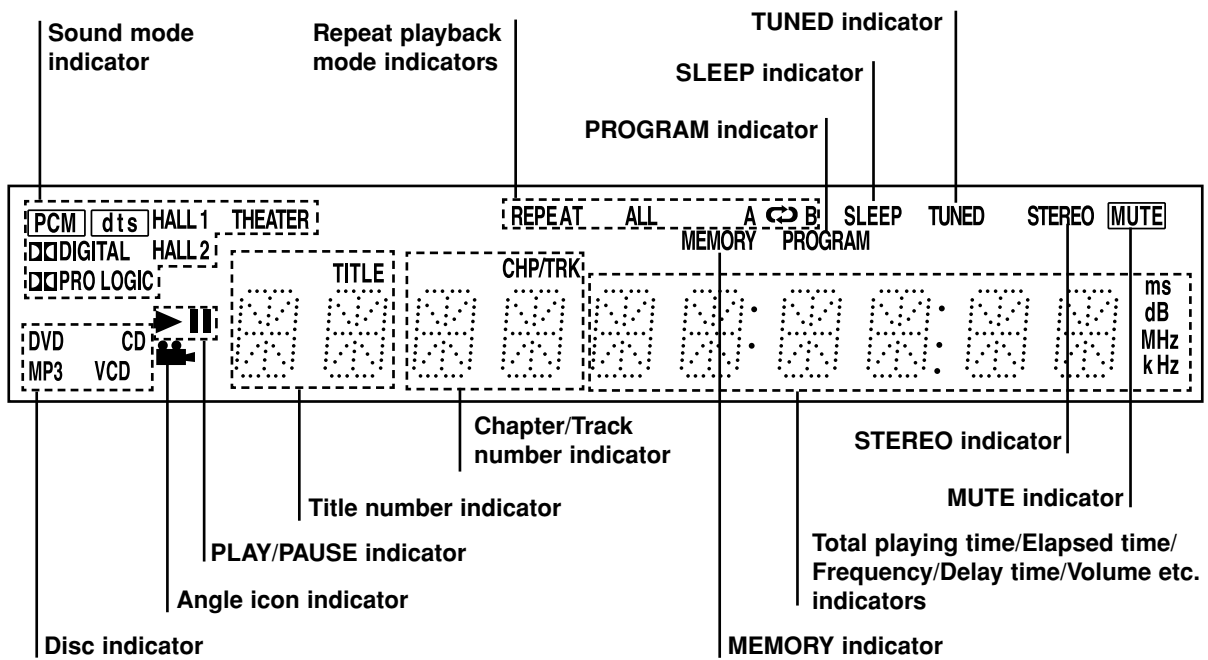 Sound mode
indicator
Repeat playback
mode indicators
TUNED indicator
SLEEP indicator
PROGRAM indicator
PCM dts HALL 1 THEATER
REPEAT ALL A B SLEEP TUNED STEREO MUTE
MEMORY PROGRAM
DIGITAL HALL 2
PRO LOGIC
TITLE
CHP/TRK
DVD CD
MP3 VCD
ms
dB
MHz
kHz
Chapter/Track
number indicator
STEREO indicator
Title number indicator
MUTE indicator
PLAY/PAUSE indicator
Total playing time/Elapsed time/
Frequency/Delay time/Volume etc.
indicators
Angle icon indicator
Disc indicator
MEMORY indicator